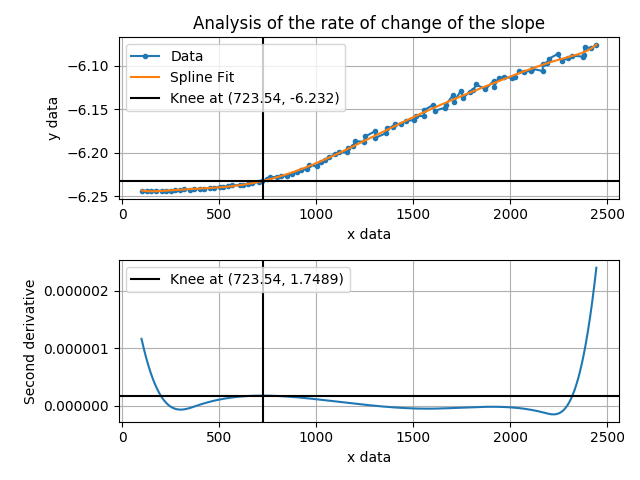 Analysis of the rate of change of the slope
Data
Spline Fit
Knee at (723.54, -6.232)
y data
−6.10
−6.15
−6.20
−6.25
0 500 1000 1500 2000 2500
x data
Knee at (723.54, 1.7489)
Second derivative
0.000002
0.000001
0.000000
0 500 1000 1500 2000 2500
x data